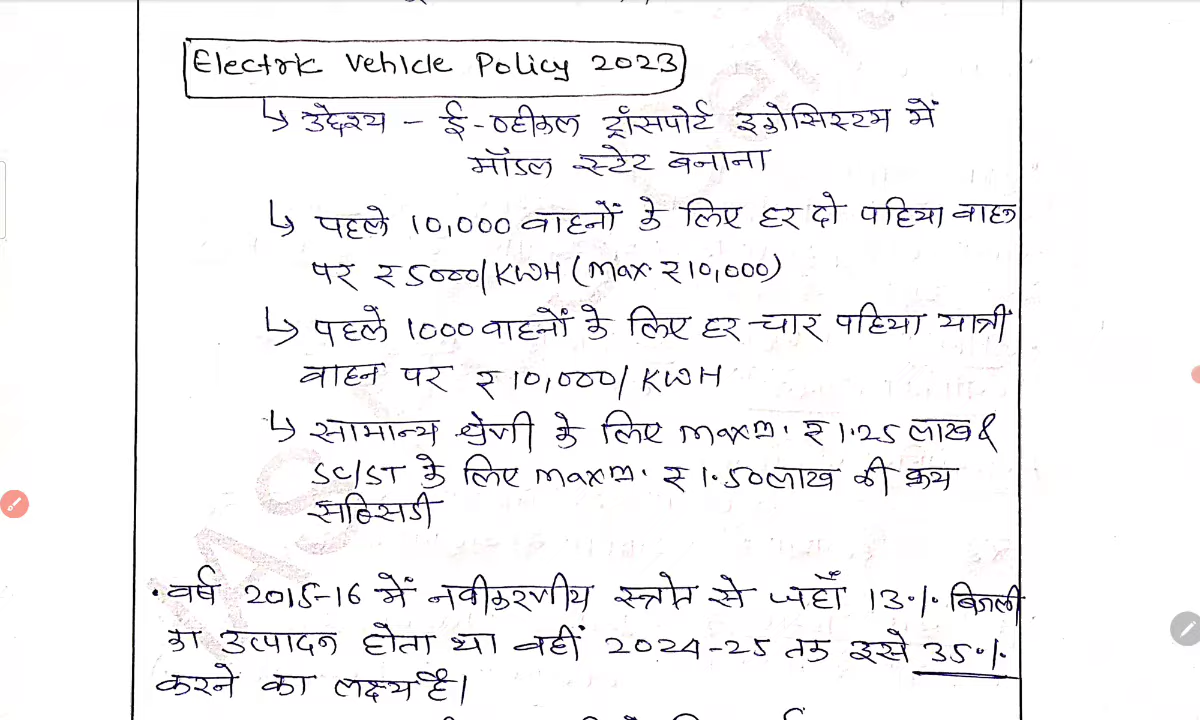 Electric Vehicle Policy 2023
↳ उद्देश्य - ई-व्हीकल ट्रांसपोर्ट इकोसिस्टम में
मॉडल स्टेट बनाना
↳ पहले 10,000 वाहनों के लिए हर दो पहिया वाहन
पर ₹5000/KWH (Max. ₹10,000)
↳ पहले 1000 वाहनों के लिए हर चार पहिया यात्री
वाहन पर ₹10,000/KWH
↳ सामान्य श्रेणी के लिए maxm. ₹1.25 लाख &
SC/ST के लिए maxm. ₹1.50 लाख की क्रय
सब्सिडी
• वर्ष 2015-16 में नवीकरणीय स्त्रोत से जहाँ 13% बिजली
का उत्पादन होता था वहीं 2024-25 तक इसे 35%
करने का लक्ष्य है।